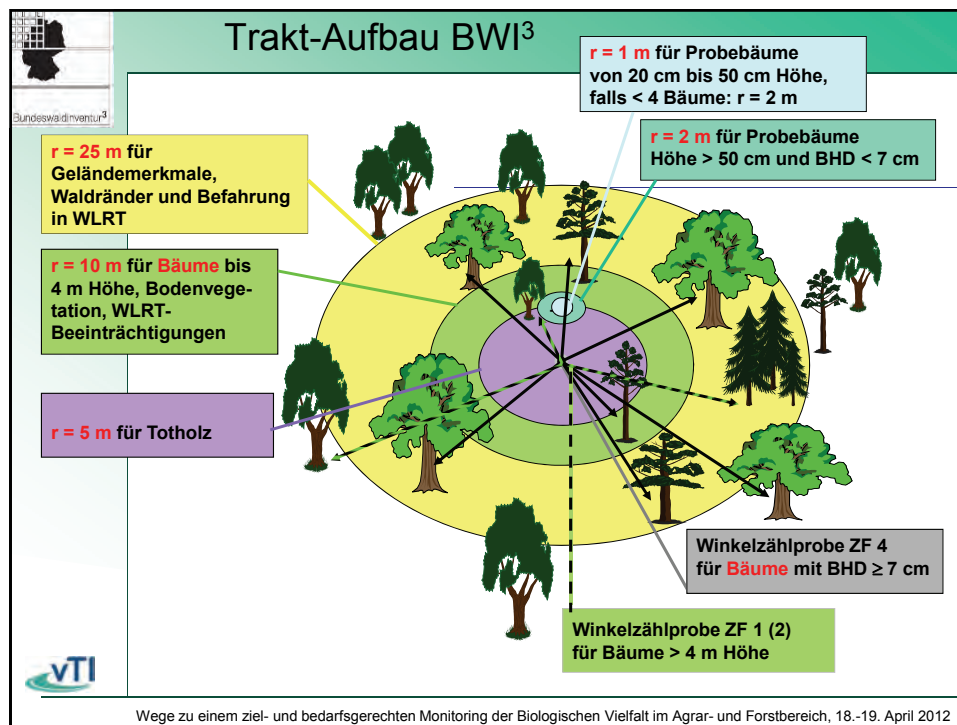 Trakt-Aufbau BWI³
Bundeswaldinventur³
r = 1 m für Probebäume
von 20 cm bis 50 cm Höhe,
falls < 4 Bäume: r = 2 m
r = 2 m für Probebäume
Höhe > 50 cm und BHD < 7 cm
r = 25 m für
Geländemerkmale,
Waldränder und Befahrung
in WLRT
r = 10 m für Bäume bis
4 m Höhe, Bodenvege-
tation, WLRT-
Beeinträchtigungen
r = 5 m für Totholz
Winkelzählprobe ZF 4
für Bäume mit BHD ≥ 7 cm
Winkelzählprobe ZF 1 (2)
für Bäume > 4 m Höhe
vTI
Wege zu einem ziel- und bedarfsgerechten Monitoring der Biologischen Vielfalt im Agrar- und Forstbereich, 18.-19. April 2012